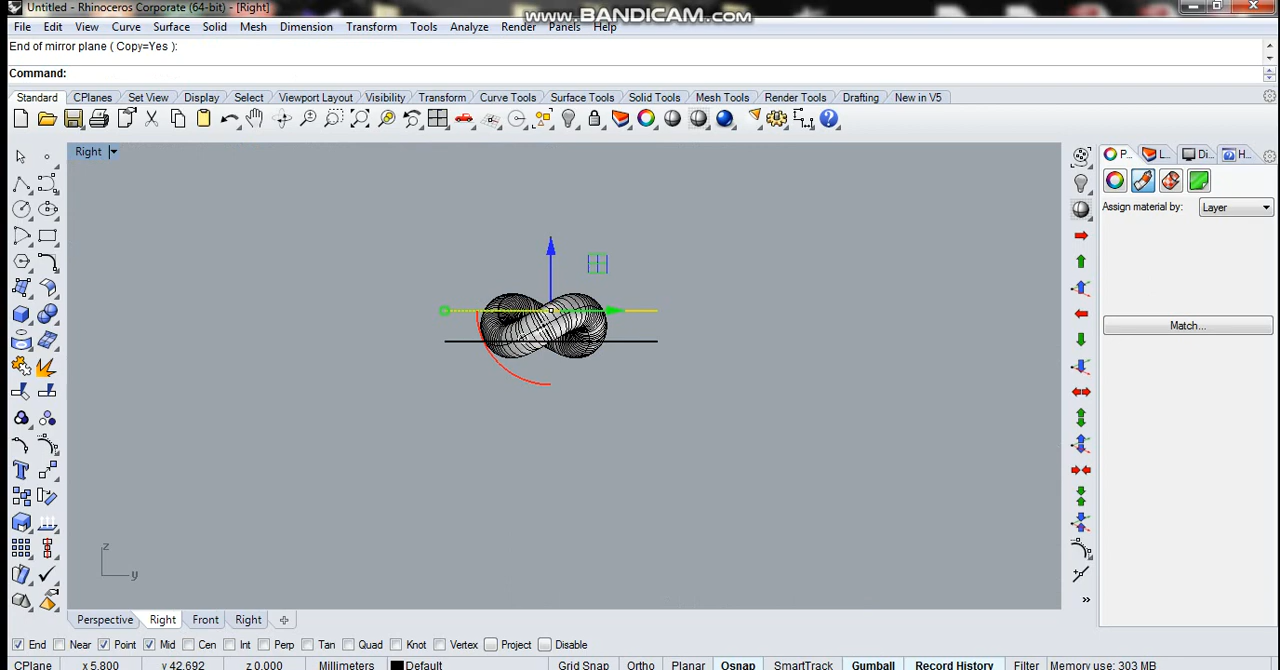 Untitled - Rhinoceros Corporate (64-bit) - [Right]
www.BANDICAM.com
File Edit View Curve Surface Solid Mesh Dimension Transform Tools Analyze Render Panels Help
End of mirror plane ( Copy=Yes ):
Command:
Standard CPlanes Set View Display Select Viewport Layout Visibility Transform Curve Tools Surface Tools Solid Tools Mesh Tools Render Tools Drafting New in V5
Right
P... L... Di... H...
Assign material by: Layer
Match...
z
y
Perspective Right Front Right
End Near Point Mid Cen Int Perp Tan Quad Knot Vertex Project Disable
CPlane x 5.800 y 42.692 z 0.000 Millimeters Default Grid Snap Ortho Planar Osnap SmartTrack Gumball Record History Filter Memory use: 303 MB